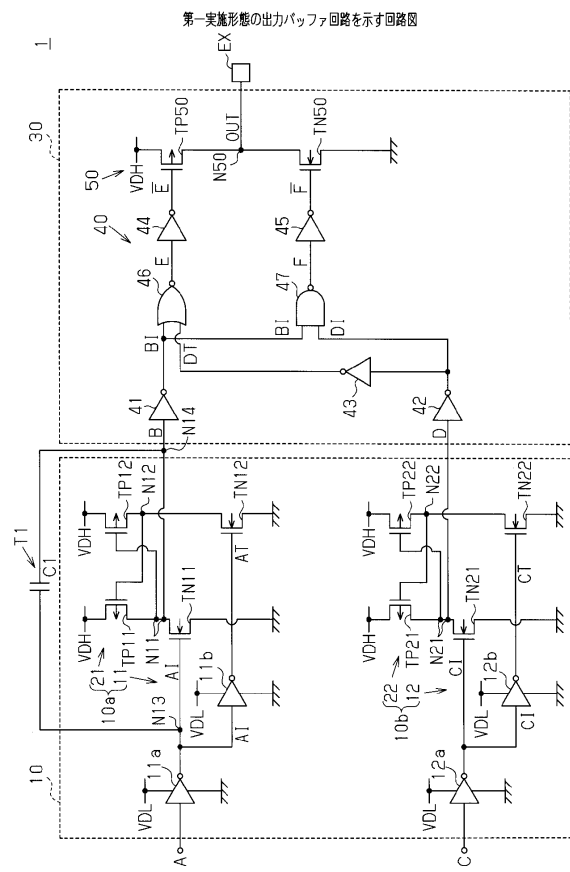 第一実施形態の出力バッファ回路を示す回路図
1
10
T1
C1
30
VDH
VDH
TP11
TP12
21
11
10a
N11
N12
N13
N14
AI
TN11
TN12
AT
VDL
11a
A
AI
VDL
11b
B
41
BI
DT
46
E
44
E
40
50
VDH
TP50
N50
OUT
EX
BI
DI
47
F
45
F
TN50
43
VDH
VDH
TP21
TP22
22
12
10b
N21
N22
CI
TN21
TN22
CT
VDL
12a
C
CI
VDL
12b
D
42